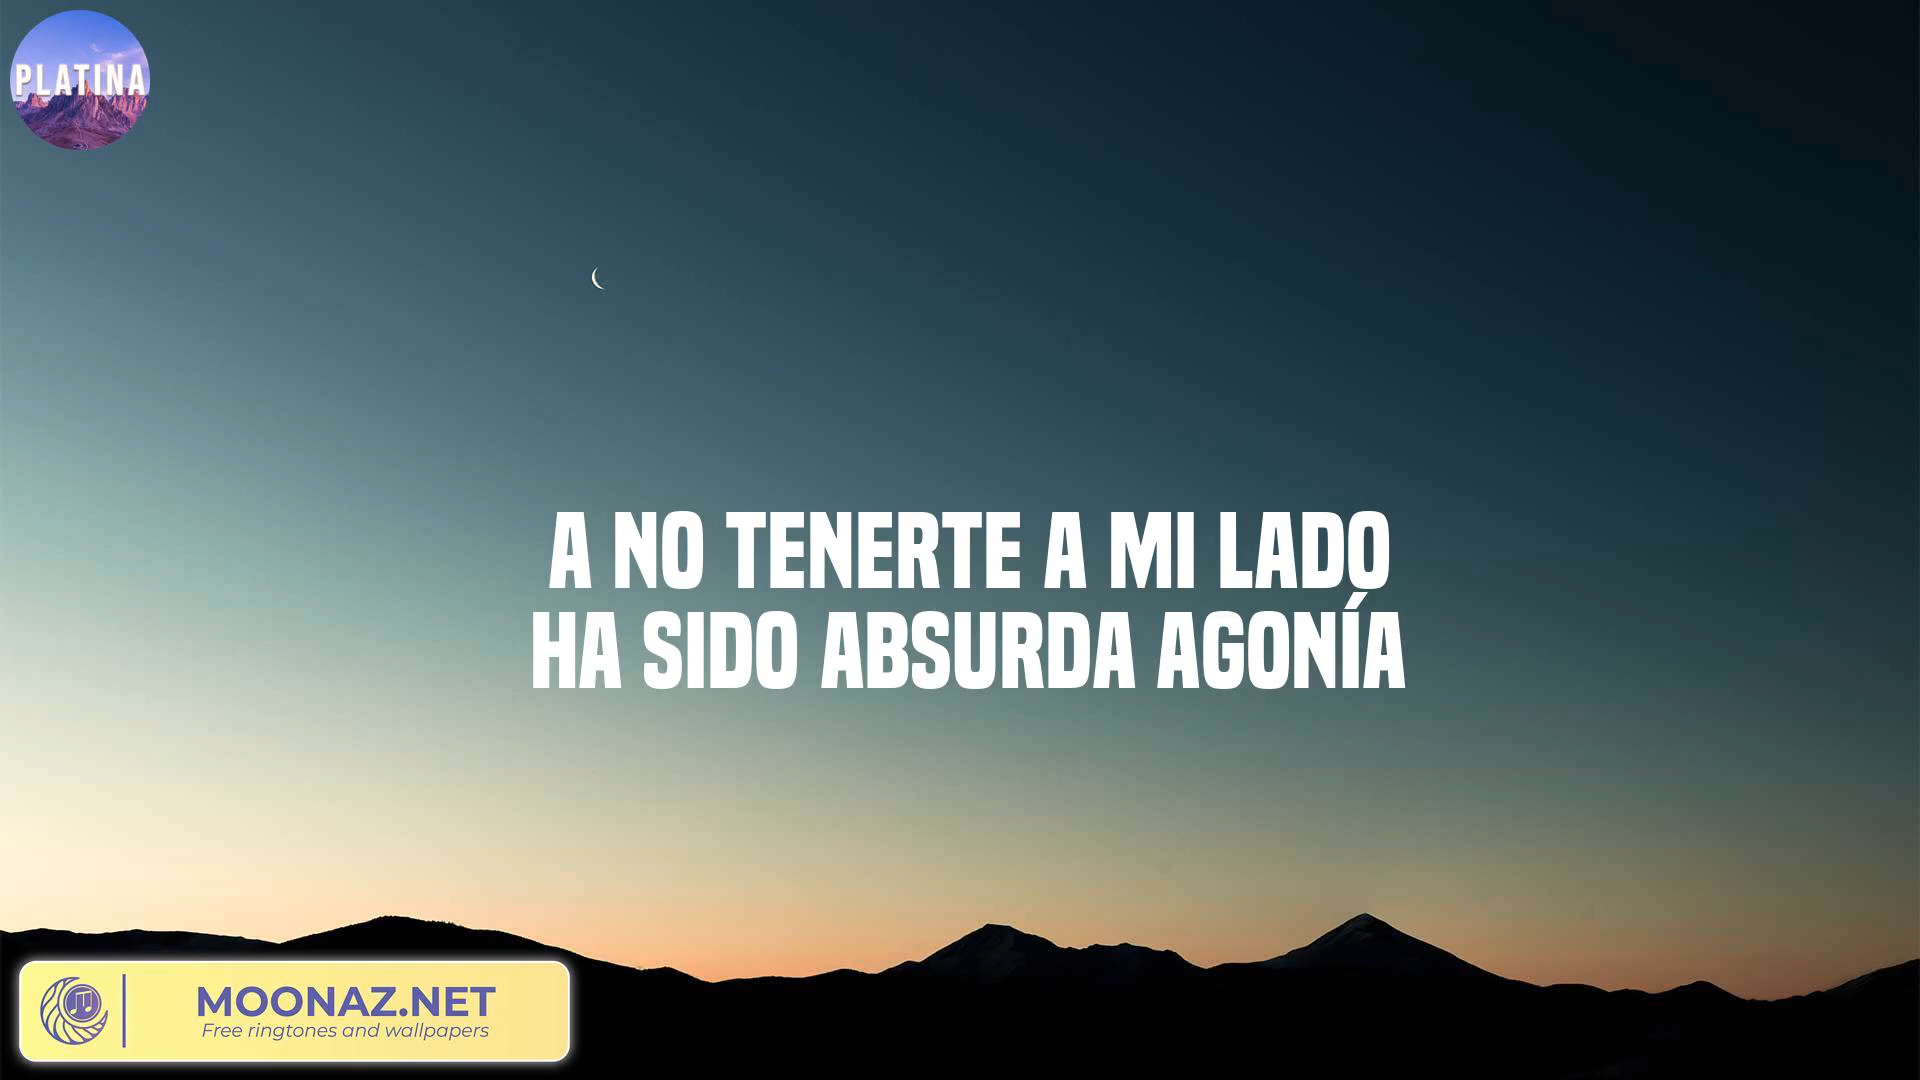 PLATINA
A NO TENERTE A MI LADO
HA SIDO ABSURDA AGONÍA
MOONAZ.NET
Free ringtones and wallpapers